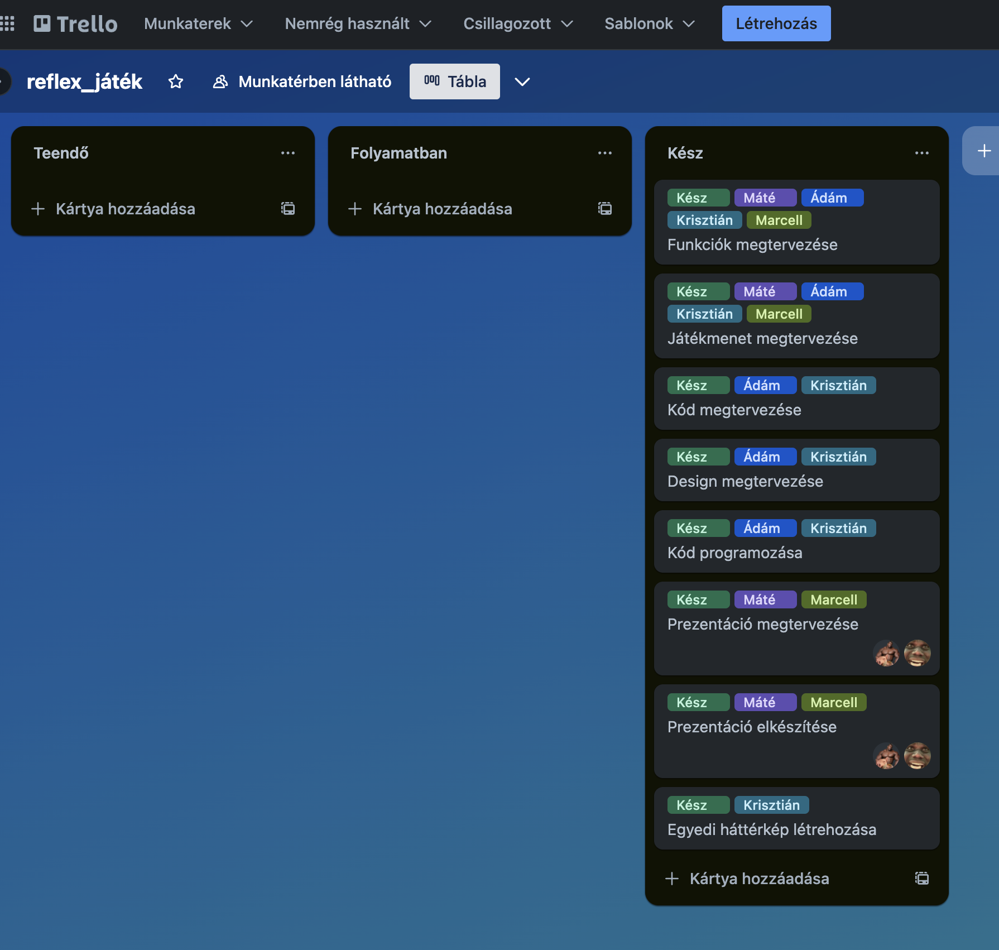 Trello Munkaterek Nemrég használt Csillagozott Sablonok Létrehozás
reflex_játék Munkatérben látható Tábla
Teendő
Kártya hozzáadása
Folyamatban
Kártya hozzáadása
Kész
Kész Máté Ádám
Krisztián Marcell
Funkciók megtervezése
Kész Máté Ádám
Krisztián Marcell
Játékmenet megtervezése
Kész Ádám Krisztián
Kód megtervezése
Kész Ádám Krisztián
Design megtervezése
Kész Ádám Krisztián
Kód programozása
Kész Máté Marcell
Prezentáció megtervezése
Kész Máté Marcell
Prezentáció elkészítése
Kész Krisztián
Egyedi háttérkép létrehozása
Kártya hozzáadása